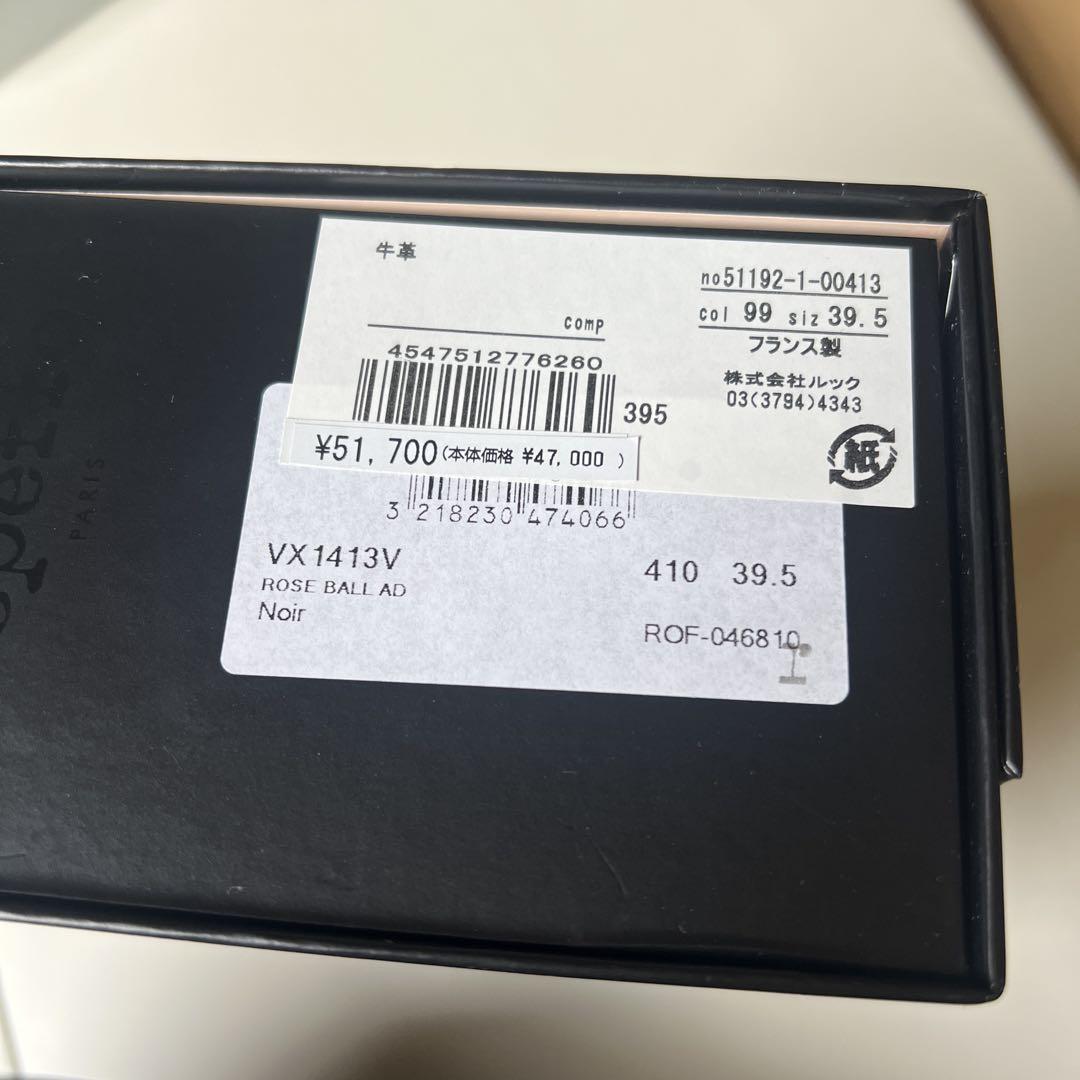 牛革
no51192-1-00413
col 99 siz 39.5
フランス製
株式会社ルック
03(3794)4343
紙
comp
4547512776260
395
¥51,700(本体価格 ¥47,000 )
3 218230 474066
VX1413V
410 39.5
ROSE BALLAD
Noir
ROF-046810
PARIS